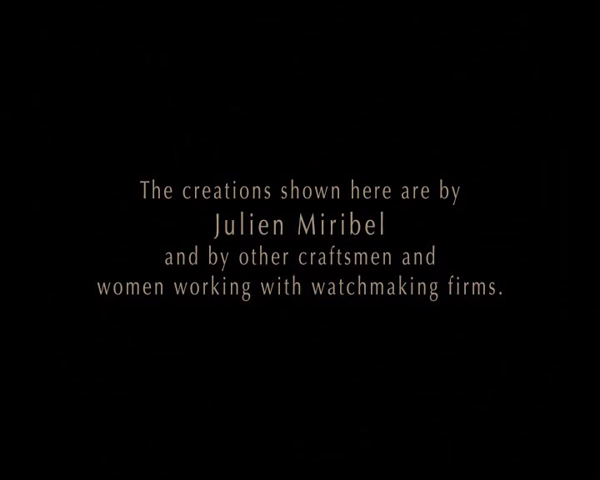 The creations shown here are by
Julien Miribel
and by other craftsmen and
women working with watchmaking firms.